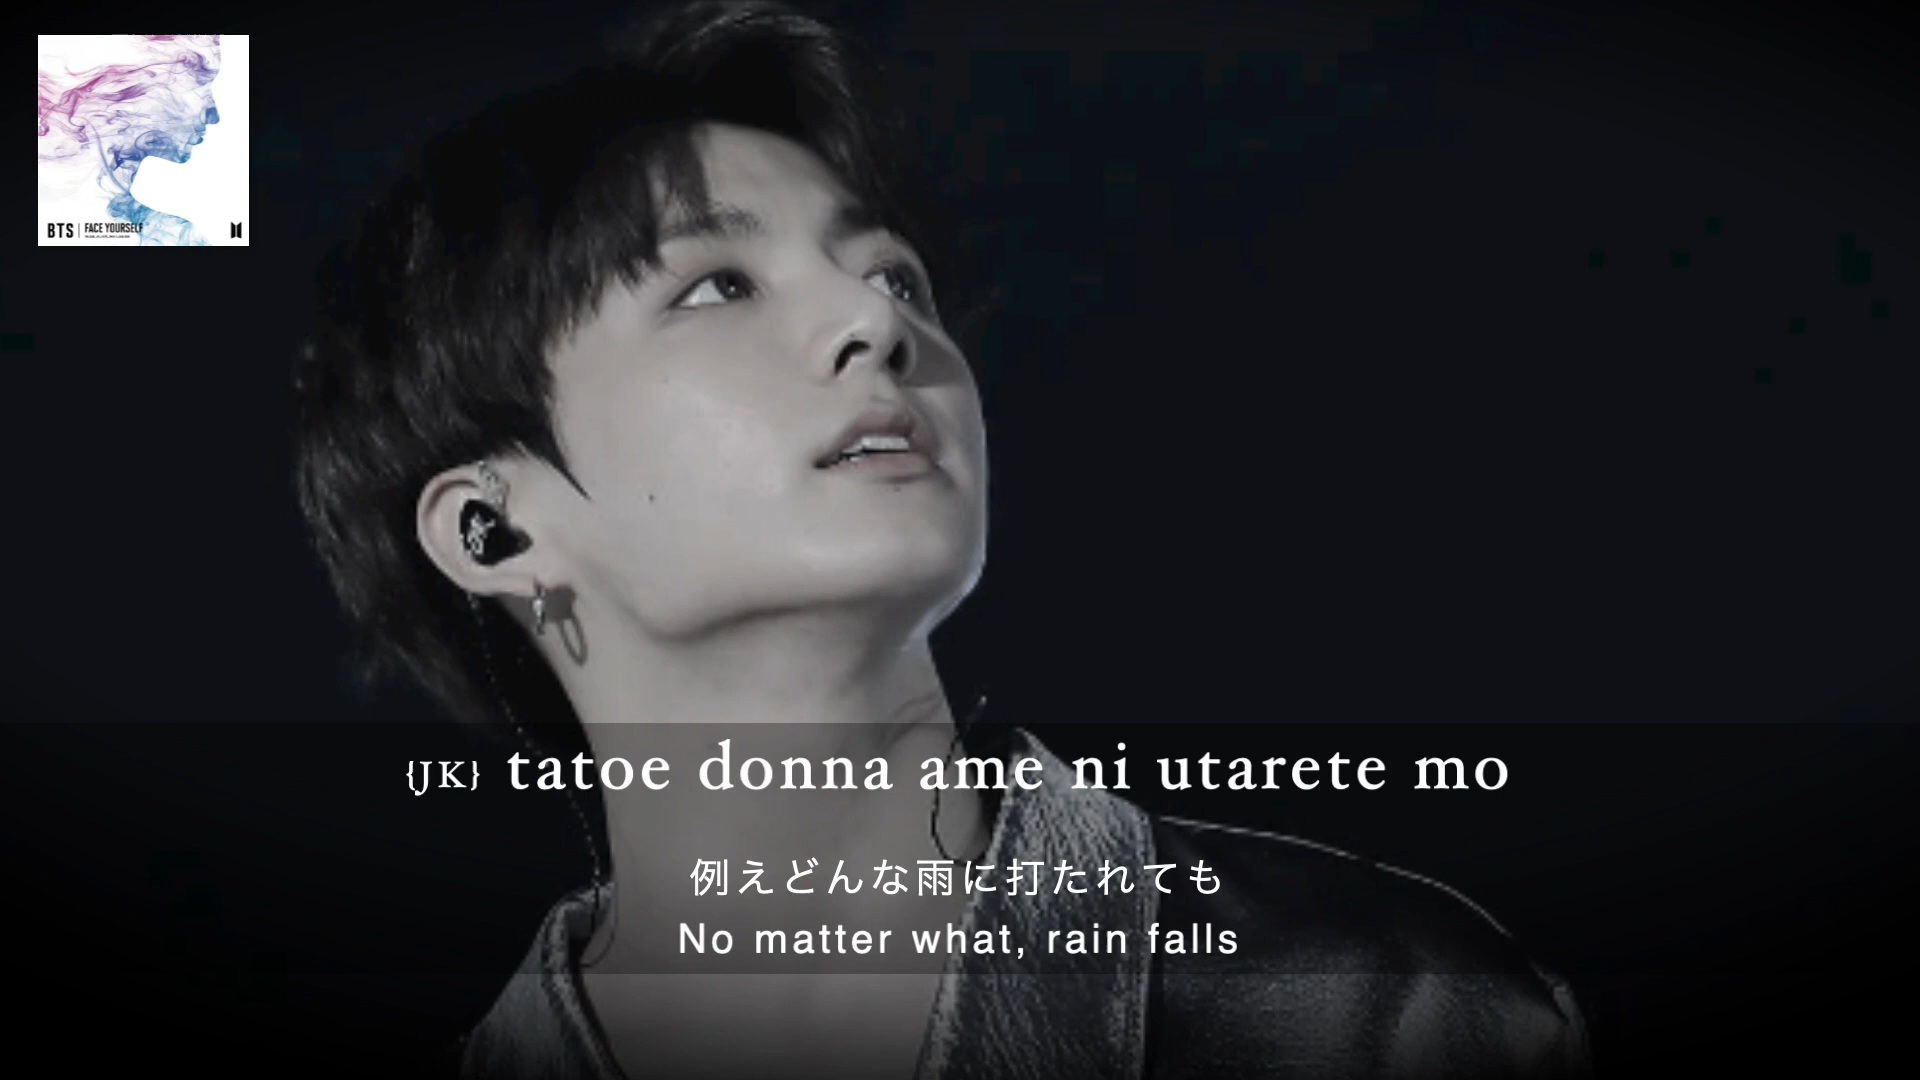 BTS | FACE YOURSELF
{JK} tatoe donna ame ni utarete mo
例えどんな雨に打たれても
No matter what, rain falls